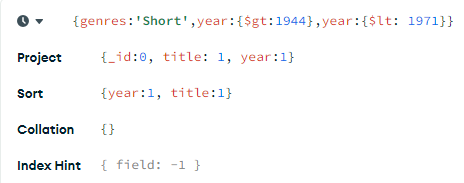 {genres:'Short',year:{$gt:1944},year:{$lt: 1971}}
Project {_id:0, title: 1, year:1}
Sort {year:1, title:1}
Collation {}
Index Hint { field: -1 }